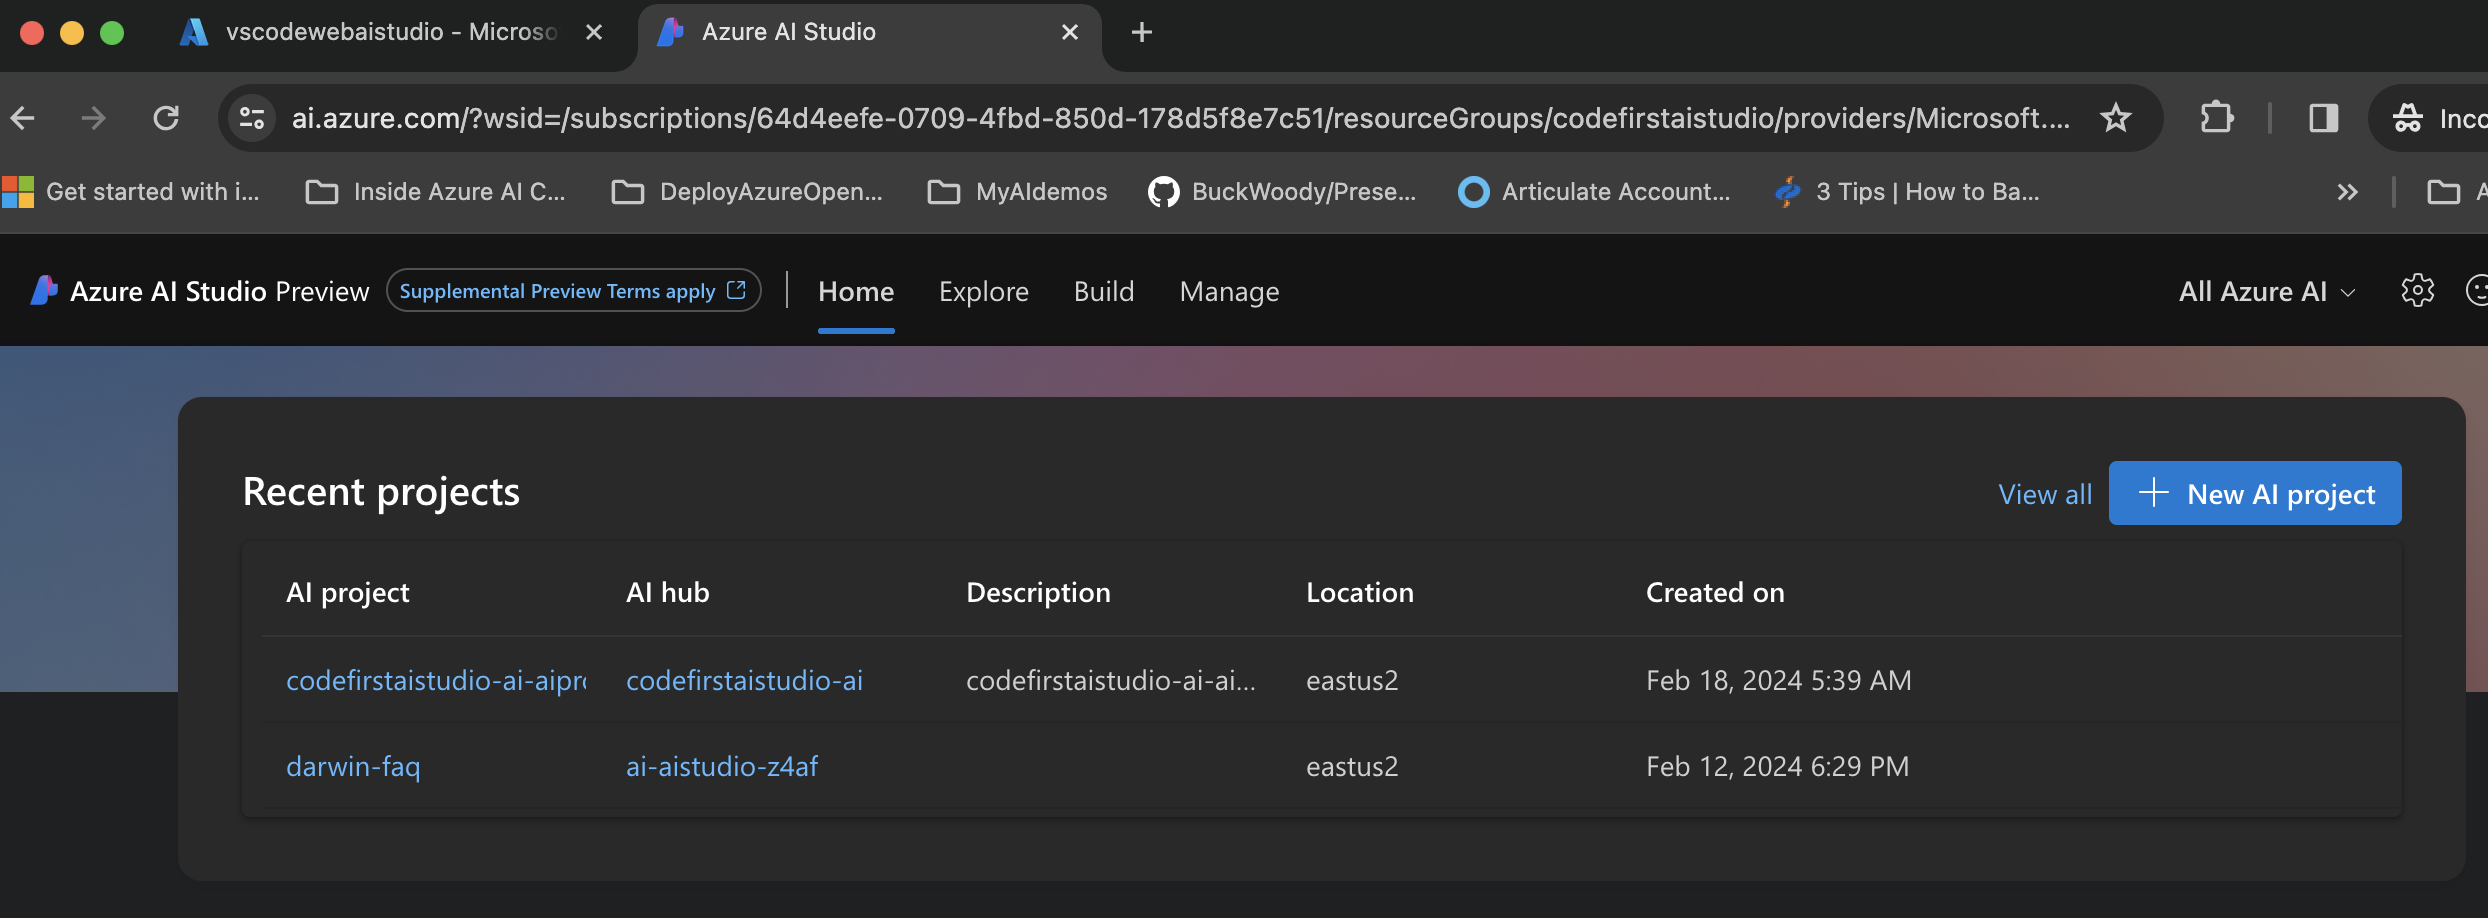 vscodewebaistudio - Microso
Azure AI Studio
ai.azure.com/?wsid=/subscriptions/64d4eefe-0709-4fbd-850d-178d5f8e7c51/resourceGroups/codefirstaistudio/providers/Microsoft....
Inco
Get started with i...
Inside Azure AI C...
DeployAzureOpen...
MyAIdemos
BuckWoody/Prese...
Articulate Account...
3 Tips | How to Ba...
A
Azure AI Studio Preview
Supplemental Preview Terms apply
Home
Explore
Build
Manage
All Azure AI
Recent projects
View all
New AI project
AI project AI hub Description Location Created on
codefirstaistudio-ai-aipr codefirstaistudio-ai codefirstaistudio-ai-ai... eastus2 Feb 18, 2024 5:39 AM
darwin-faq ai-aistudio-z4af eastus2 Feb 12, 2024 6:29 PM